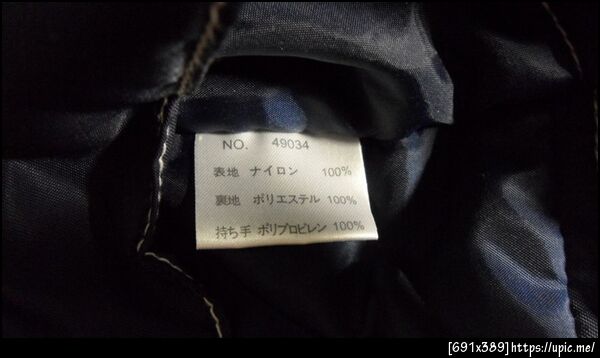 NO. 49034
表地 ナイロン 100%
裏地 ポリエステル 100%
持ち手 ポリプロピレン 100%
[691x389]https://upic.me/